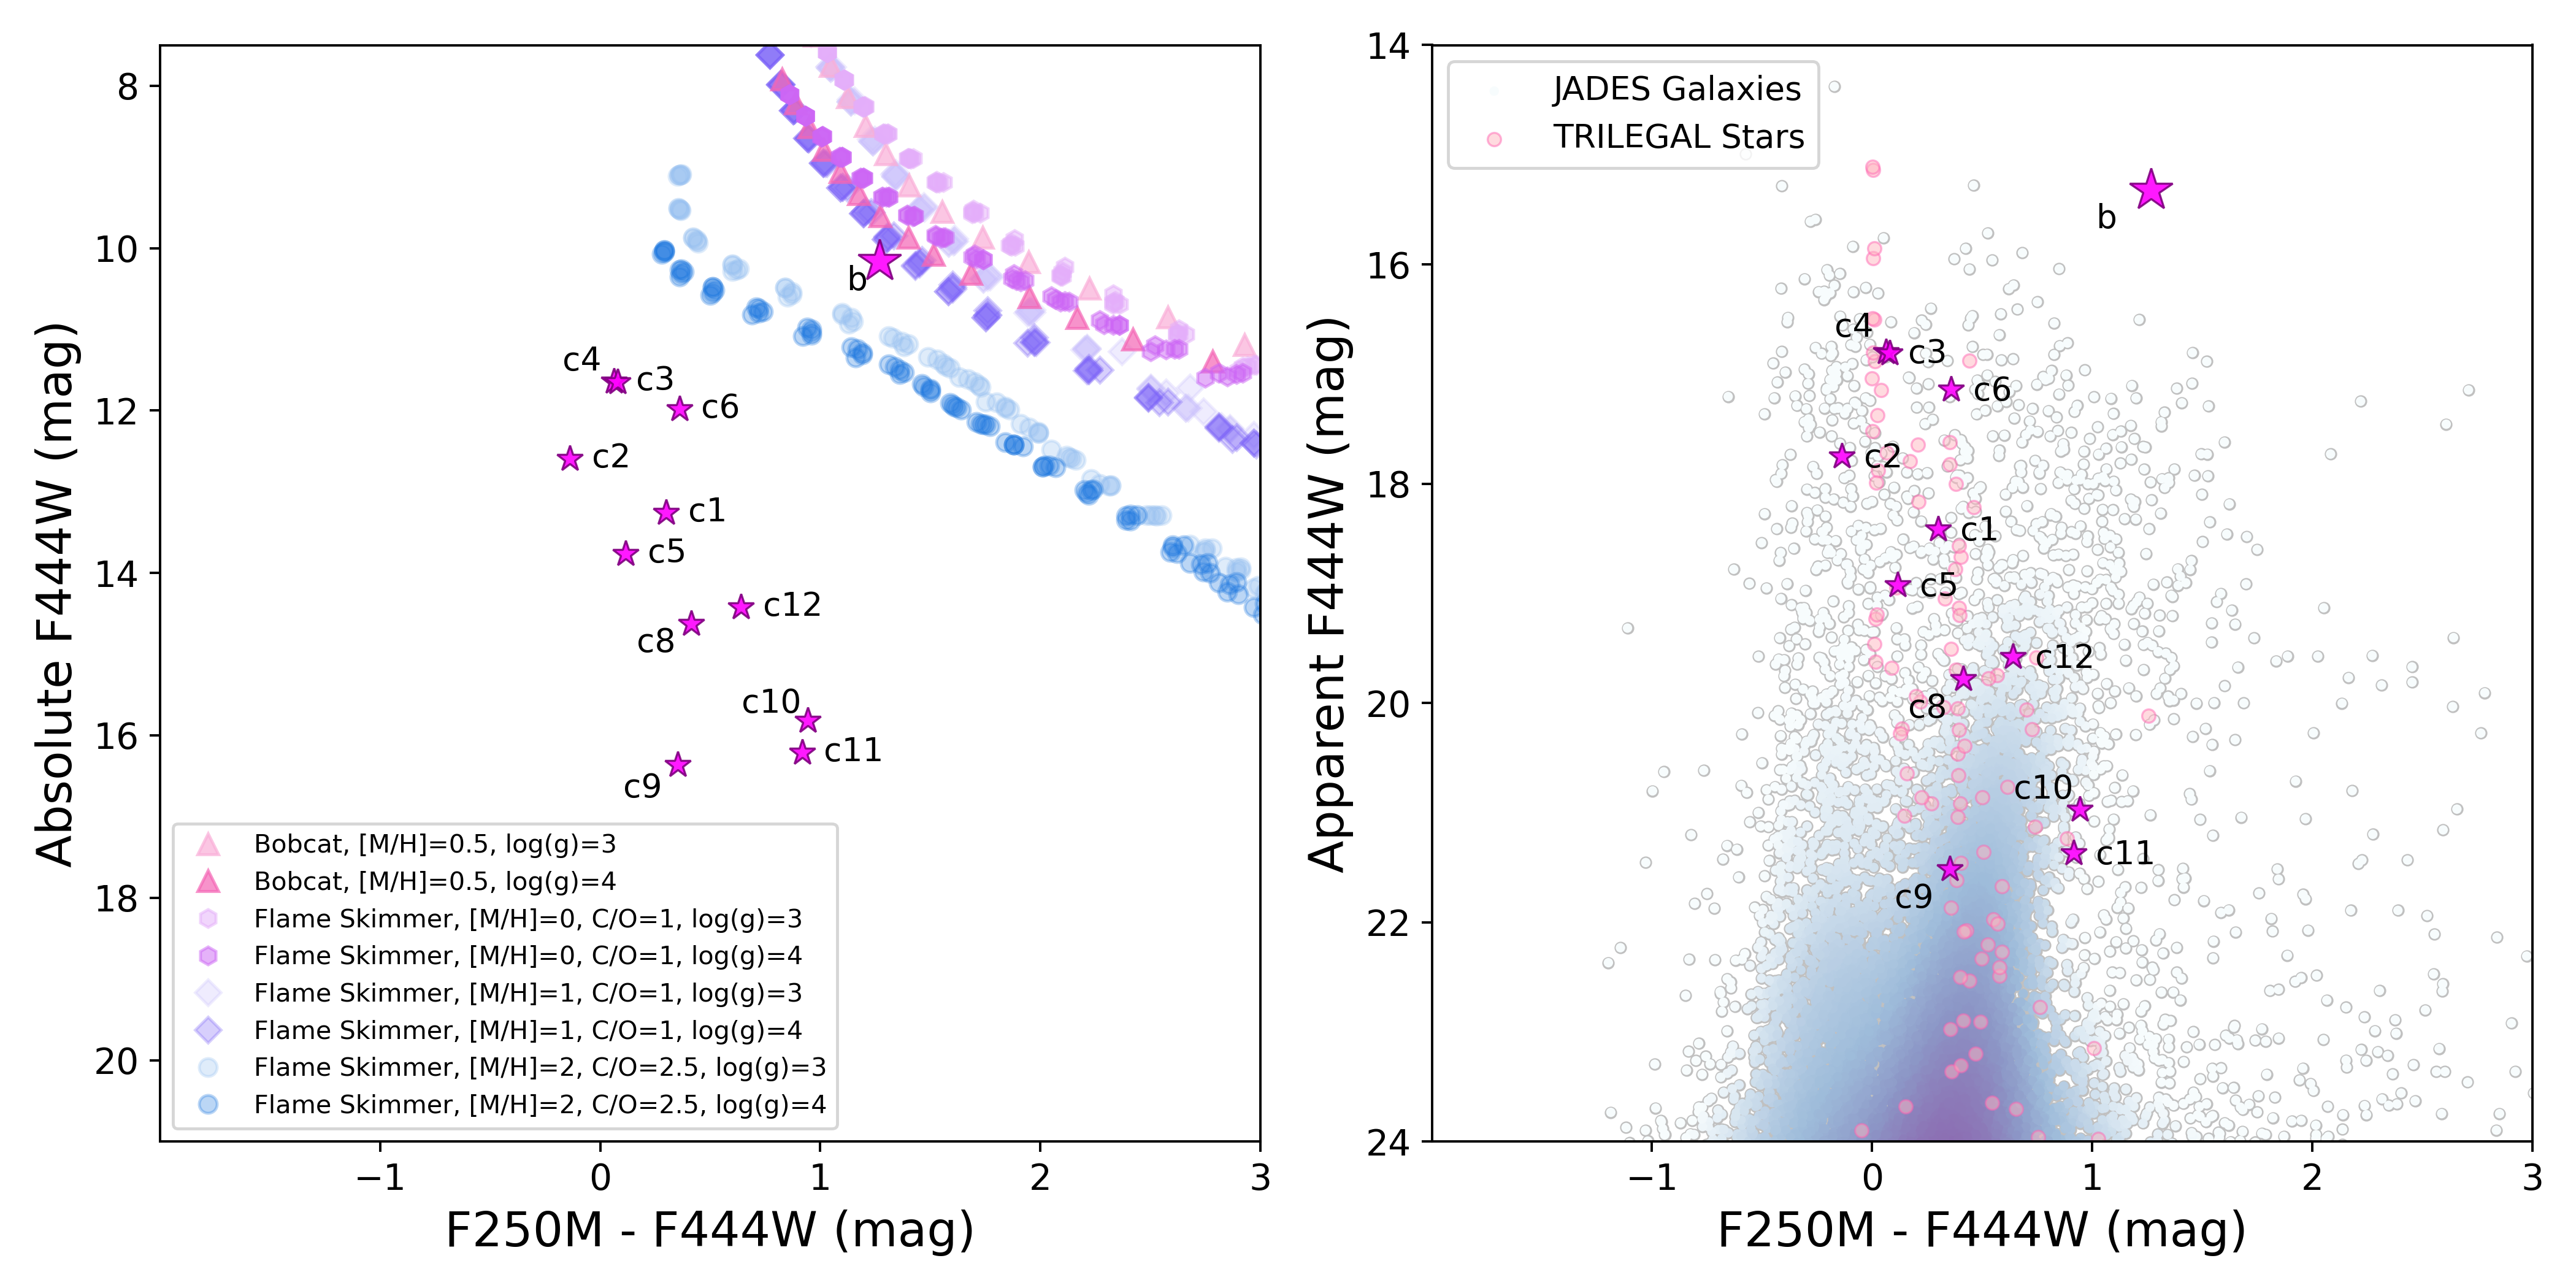 8
10
12
14
16
18
20
Absolute F444W (mag)
b
c4
c3
c6
c2
c1
c5
c12
c8
c10
c11
c9
Bobcat, [M/H]=0.5, log(g)=3
Bobcat, [M/H]=0.5, log(g)=4
Flame Skimmer, [M/H]=0, C/O=1, log(g)=3
Flame Skimmer, [M/H]=0, C/O=1, log(g)=4
Flame Skimmer, [M/H]=1, C/O=1, log(g)=3
Flame Skimmer, [M/H]=1, C/O=1, log(g)=4
Flame Skimmer, [M/H]=2, C/O=2.5, log(g)=3
Flame Skimmer, [M/H]=2, C/O=2.5, log(g)=4
−1 0 1 2 3
F250M - F444W (mag)
14
16
18
20
22
24
Apparent F444W (mag)
JADES Galaxies
TRILEGAL Stars
b
c4
c3
c6
c2
c1
c5
c12
c8
c10
c11
c9
−1 0 1 2 3
F250M - F444W (mag)